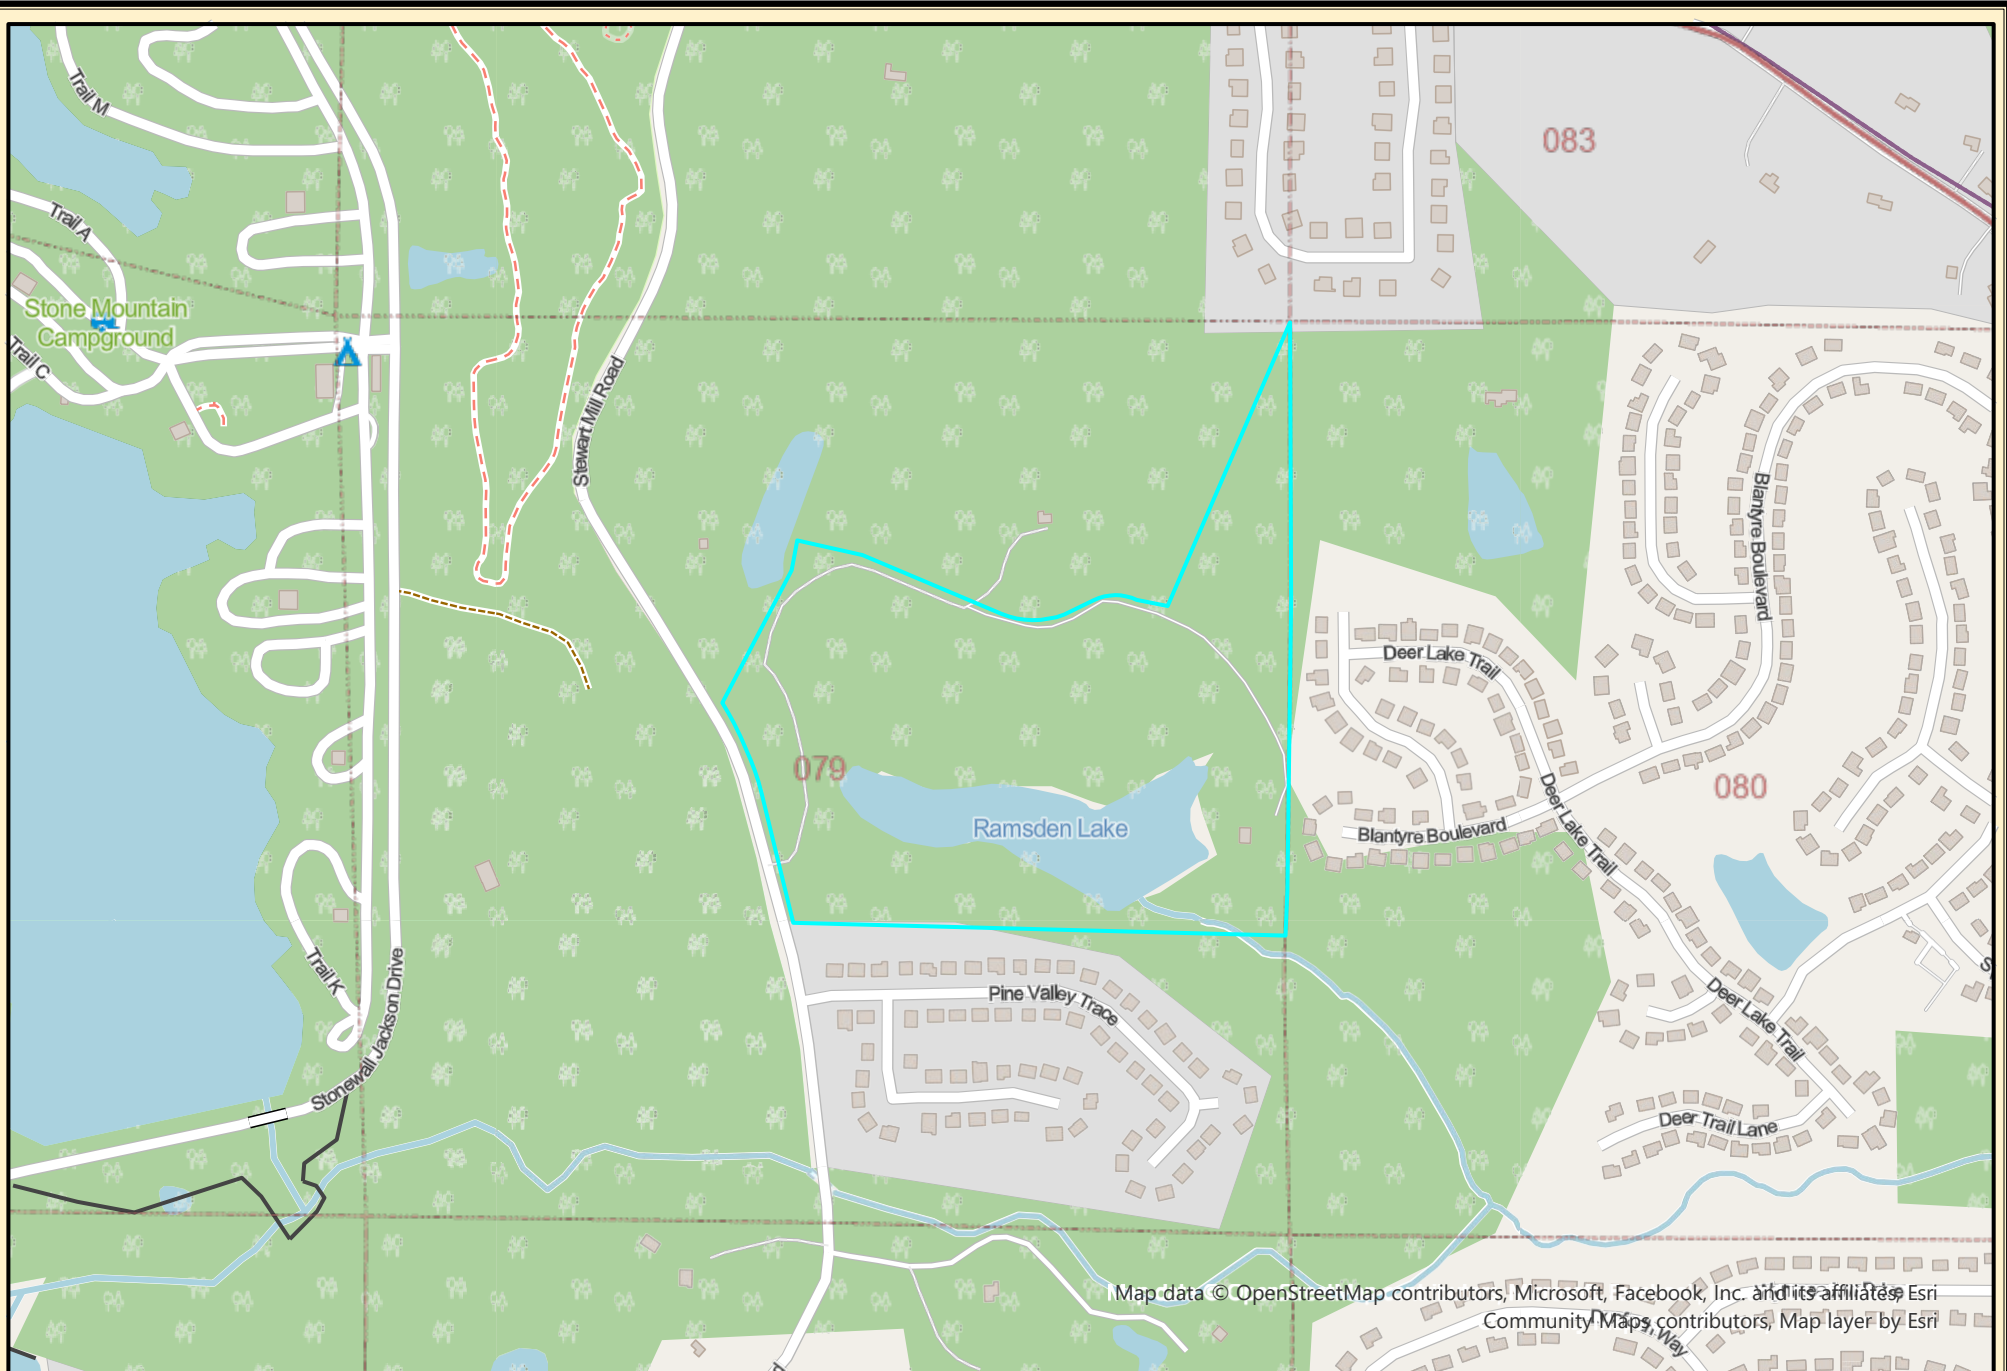 Trail M
083
Trail A
Stone Mountain
Campground
Trail C
Stewart Mill Road
Blantyre Boulevard
Deer Lake Trail
079
080
Ramsden Lake
Blantyre Boulevard
Deer Lake Trail
Trail K
Stonewall Jackson Drive
Pine Valley Trace
Deer Lake Trail
Deer Trail Lane
Map data © OpenStreetMap contributors, Microsoft, Facebook, Inc. and its affiliates, Esri
Community Maps contributors, Map layer by Esri